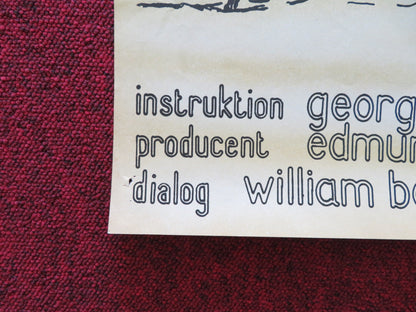 instruktion georg
producent edmun
dialog william b